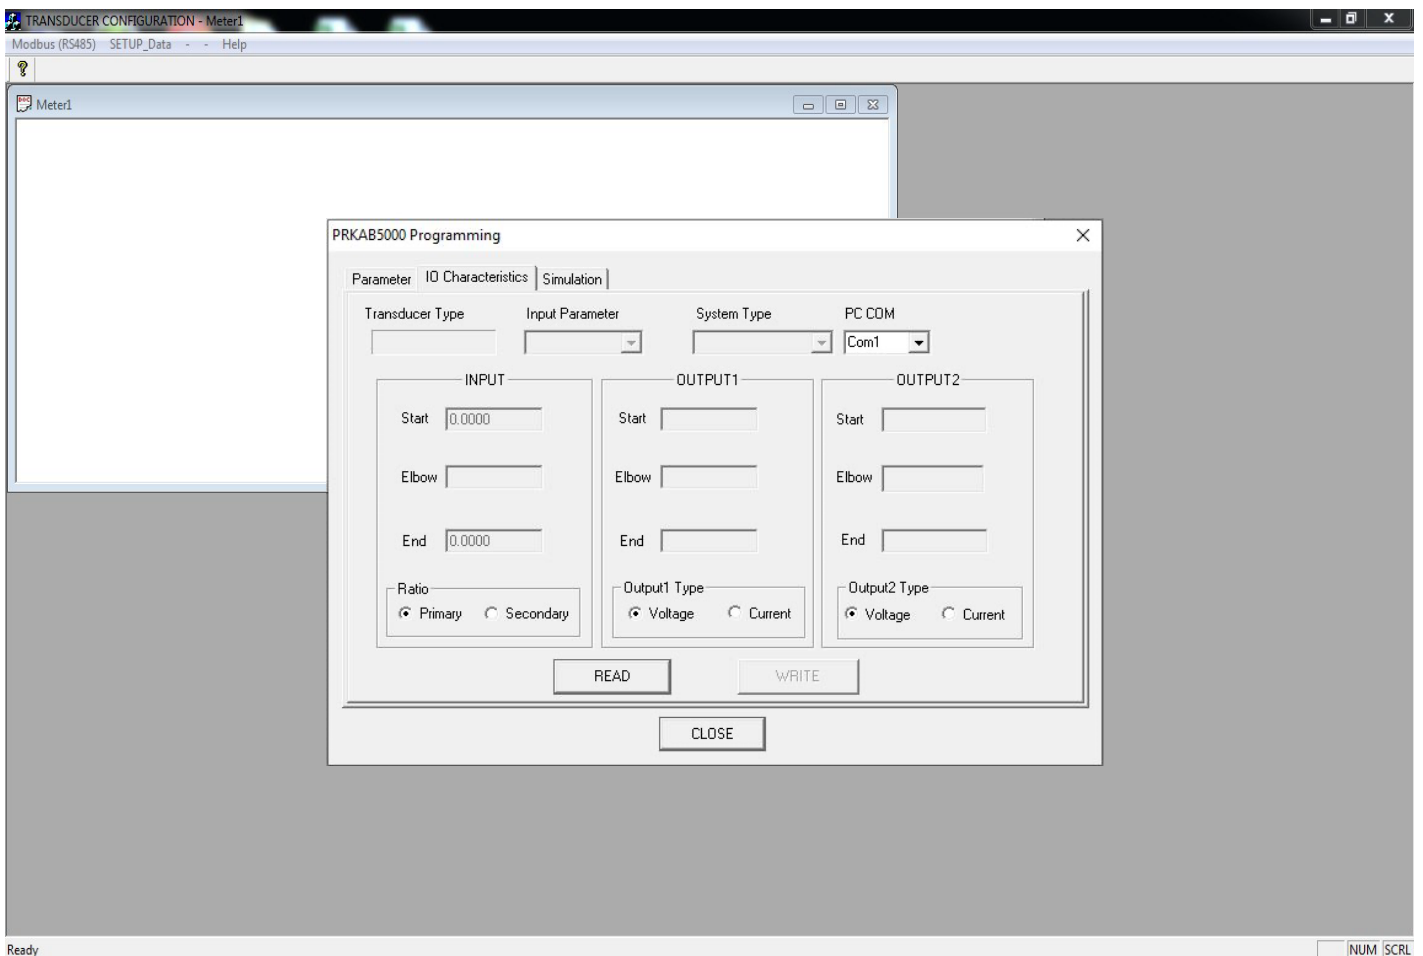 TRANSDUCER CONFIGURATION - Meter1
Modbus (RS485) SETUP_Data - - Help
Meter1
PRKAB5000 Programming
Parameter IO Characteristics Simulation
Transducer Type Input Parameter System Type PC COM
Com1
INPUT OUTPUT1 OUTPUT2
Start 0.0000 Start Start
Elbow Elbow Elbow
End 0.0000 End End
Ratio Output1 Type Output2 Type
Primary Secondary Voltage Current Voltage Current
READ WRITE
CLOSE
Ready NUM SCRL